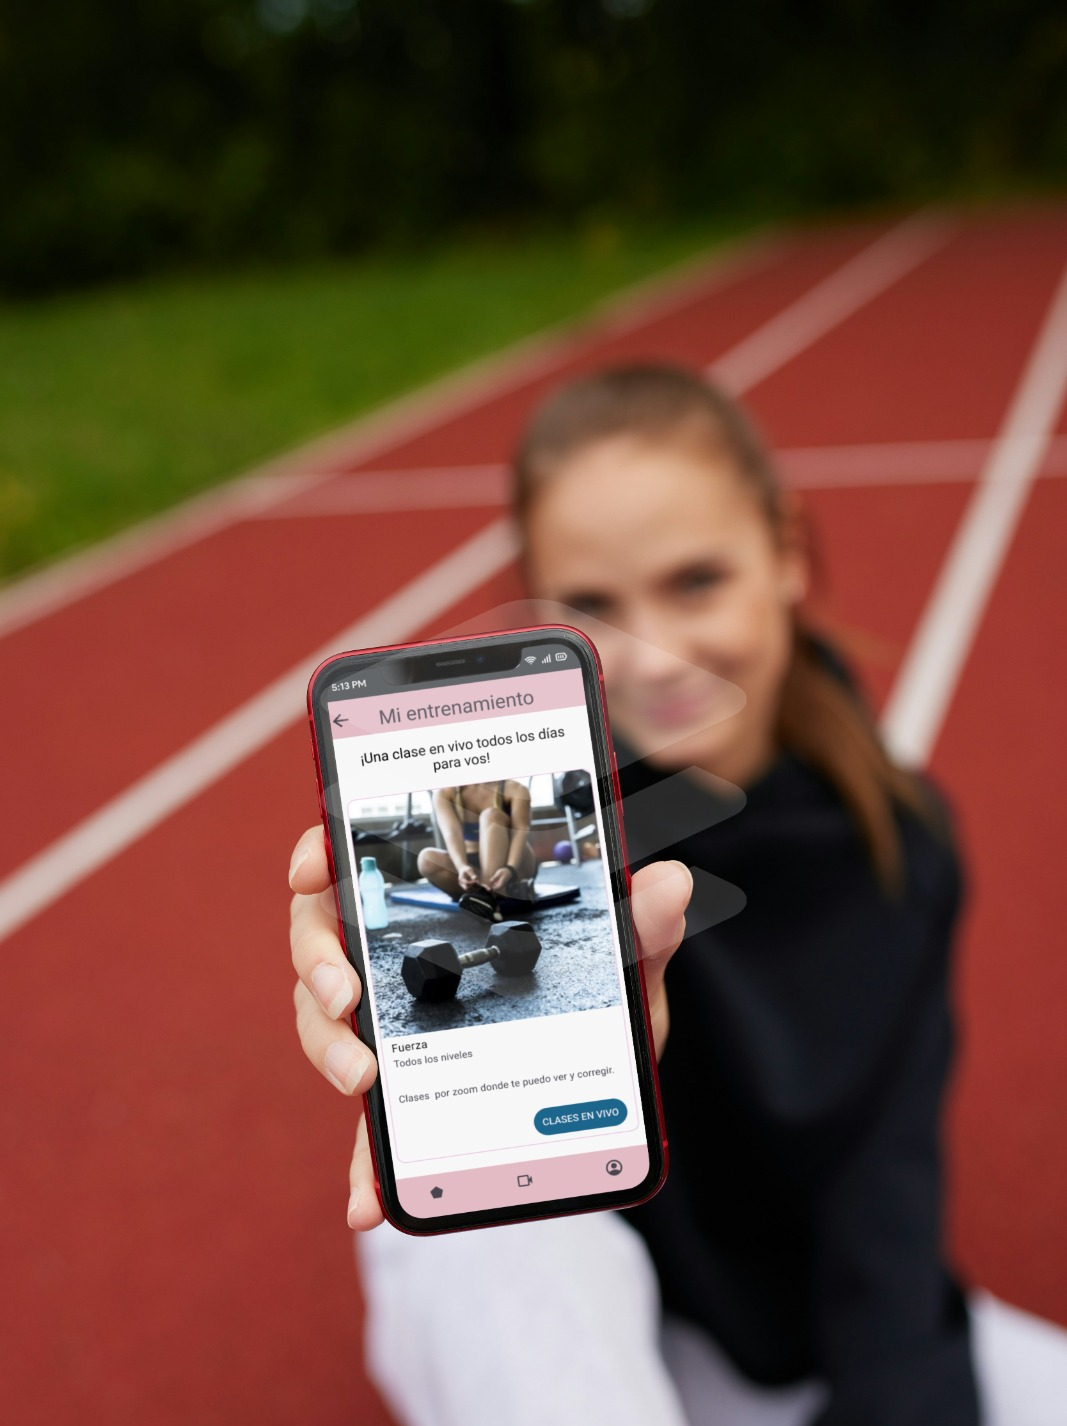 5:13 PM
Mi entrenamiento
¡Una clase en vivo todos los días
para vos!
Fuerza
Todos los niveles
Clases por zoom donde te puedo ver y corregir.
CLASES EN VIVO